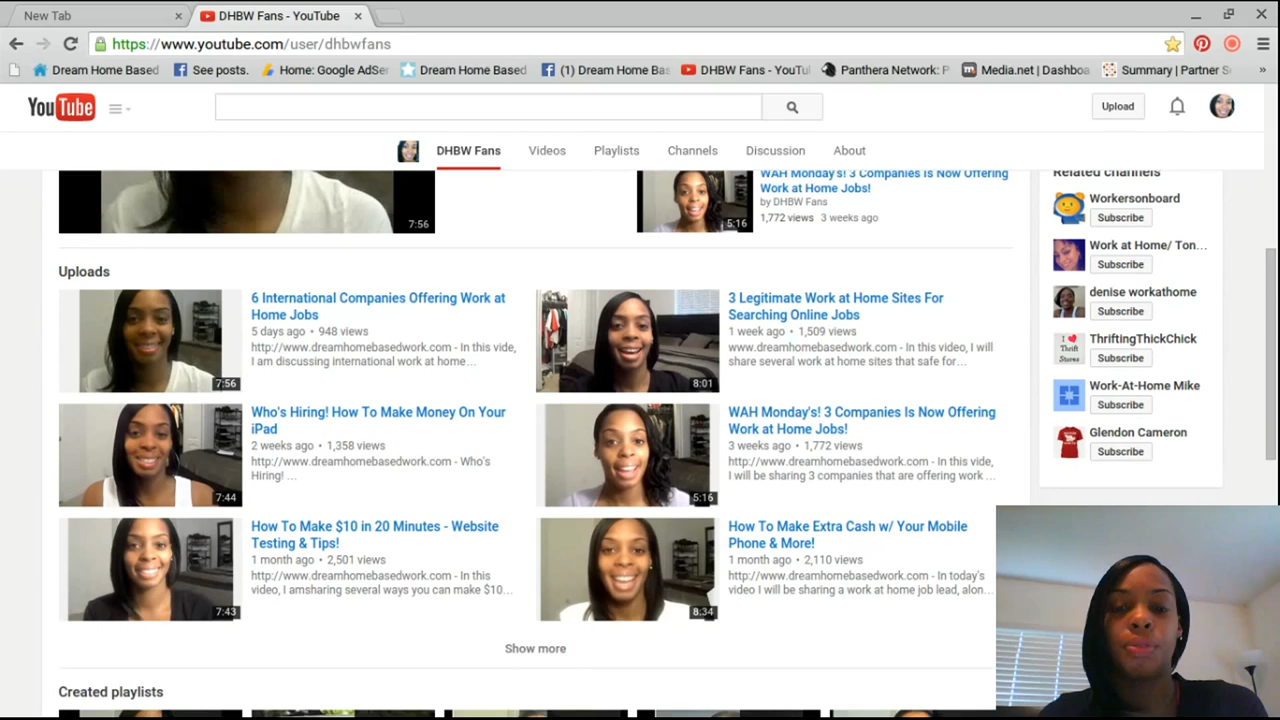 New Tab
DHBW Fans - YouTube
https://www.youtube.com/user/dhbwfans
Dream Home Based
See posts.
Home: Google AdSen
Dream Home Based
(1) Dream Home Bas
DHBW Fans - YouTu
Panthera Network: P
Media.net | Dashboa
Summary | Partner S
»
YouTube
Upload
DHBW Fans
Videos
Playlists
Channels
Discussion
About
7:56
WAH Monday's! 3 Companies Is Now Offering
Work at Home Jobs!
by DHBW Fans
1,772 views 3 weeks ago
5:16
Uploads
6 International Companies Offering Work at
Home Jobs
5 days ago • 948 views
http://www.dreamhomebasedwork.com - In this vide,
I am discussing international work at home…
7:56
3 Legitimate Work at Home Sites For
Searching Online Jobs
1 week ago • 1,509 views
www.dreamhomebasedwork.com - In this video, I will
share several work at home sites that safe for…
8:01
Who's Hiring! How To Make Money On Your
iPad
2 weeks ago • 1,358 views
http://www.dreamhomebasedwork.com - Who's
Hiring! …
7:44
WAH Monday's! 3 Companies Is Now Offering
Work at Home Jobs!
3 weeks ago • 1,772 views
http://www.dreamhomebasedwork.com - In this vide,
I will be sharing 3 companies that are offering work …
5:16
How To Make $10 in 20 Minutes - Website
Testing & Tips!
1 month ago • 2,501 views
http://www.dreamhomebasedwork.com - In this
video, I amsharing several ways you can make $10…
7:43
How To Make Extra Cash w/ Your Mobile
Phone & More!
1 month ago • 2,110 views
http://www.dreamhomebasedwork.com - In today's
video I will be sharing a work at home job lead, alon…
8:34
Show more
Created playlists
Related channels
Workersonboard
Subscribe
Work at Home/ Ton…
Subscribe
denise workathome
Subscribe
I ♥
Thrift
Stores
ThriftingThickChick
Subscribe
Work-At-Home Mike
Subscribe
Glendon Cameron
Subscribe